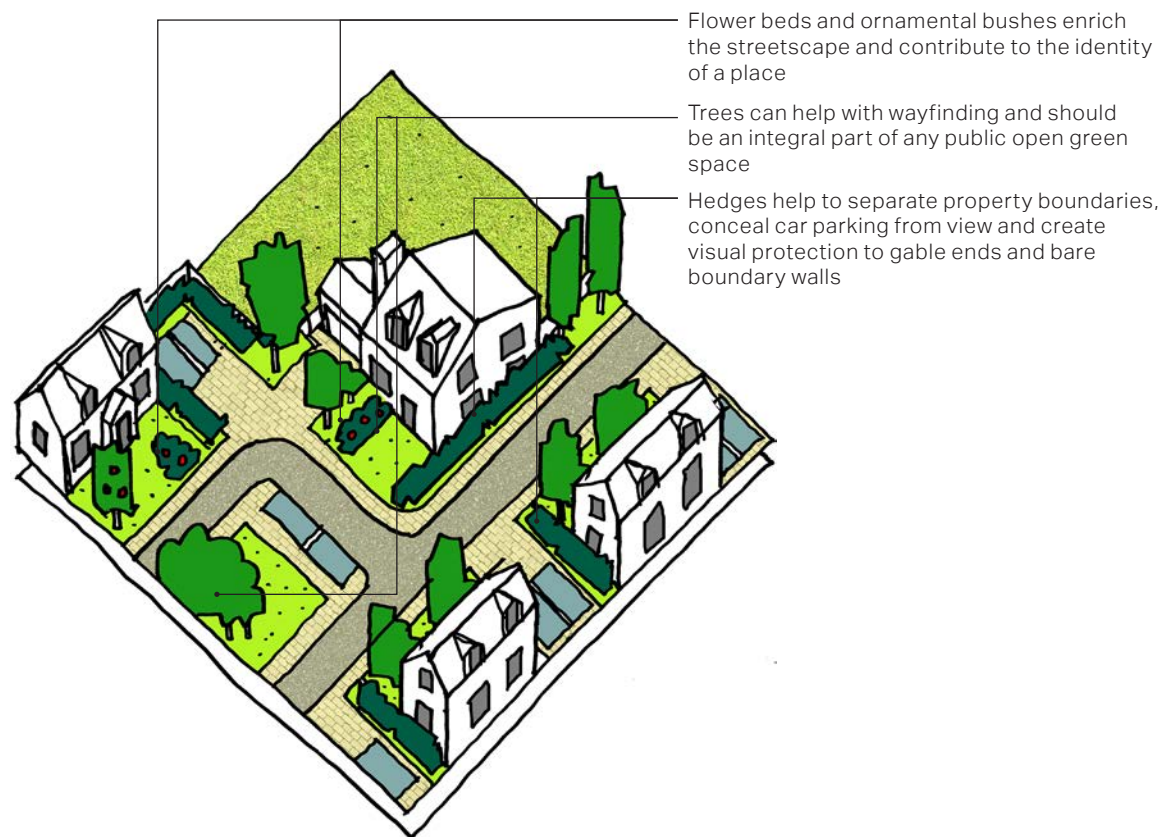 Flower beds and ornamental bushes enrich
the streetscape and contribute to the identity
of a place
Trees can help with wayfinding and should
be an integral part of any public open green
space
Hedges help to separate property boundaries,
conceal car parking from view and create
visual protection to gable ends and bare
boundary walls